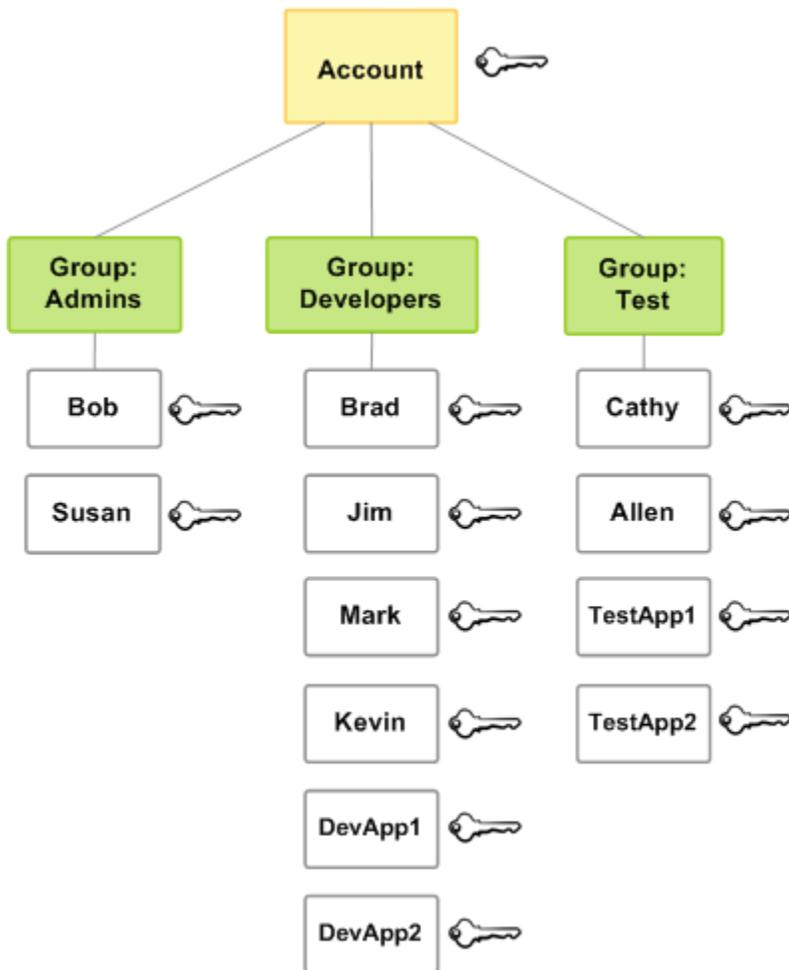 Account
Group:
Admins
Group:
Developers
Group:
Test
Bob
Brad
Cathy
Susan
Jim
Allen
Mark
TestApp1
Kevin
TestApp2
DevApp1
DevApp2